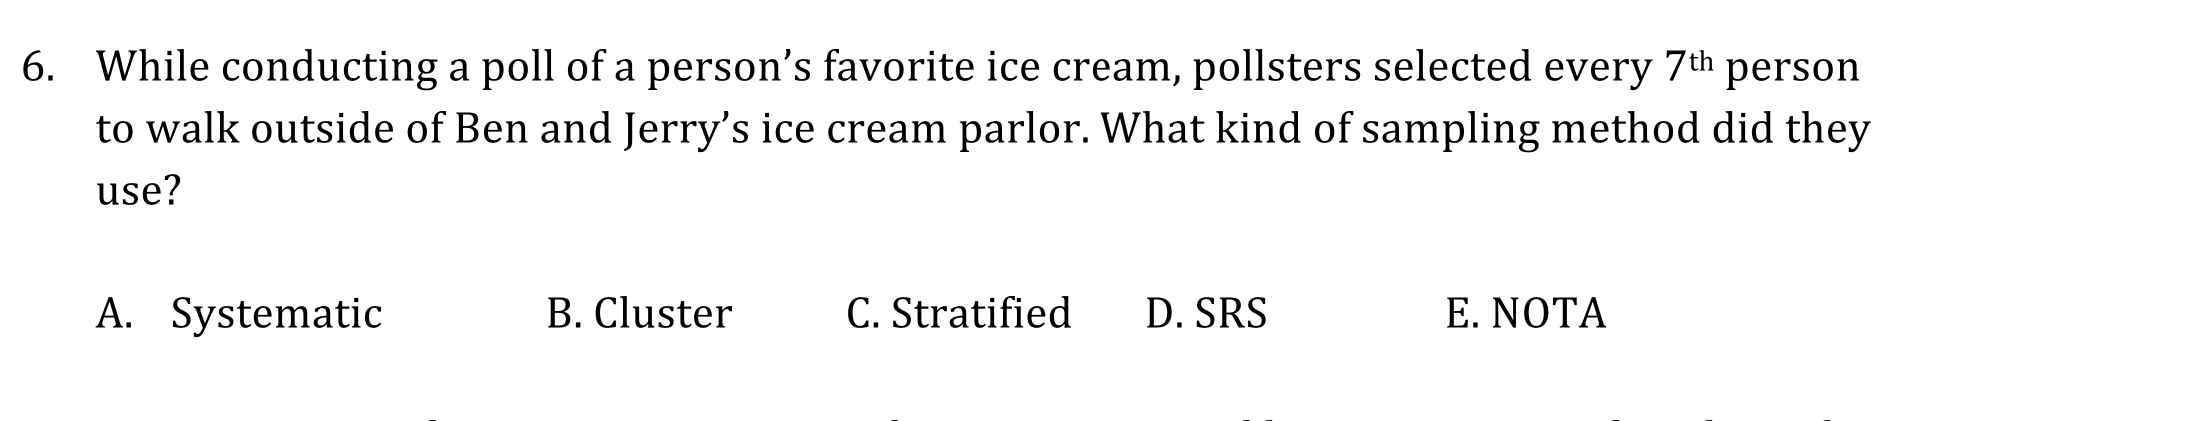 6. While conducting a poll of a person’s favorite ice cream, pollsters selected every 7th person
to walk outside of Ben and Jerry’s ice cream parlor. What kind of sampling method did they
use?
A. Systematic B. Cluster C. Stratified D. SRS E. NOTA